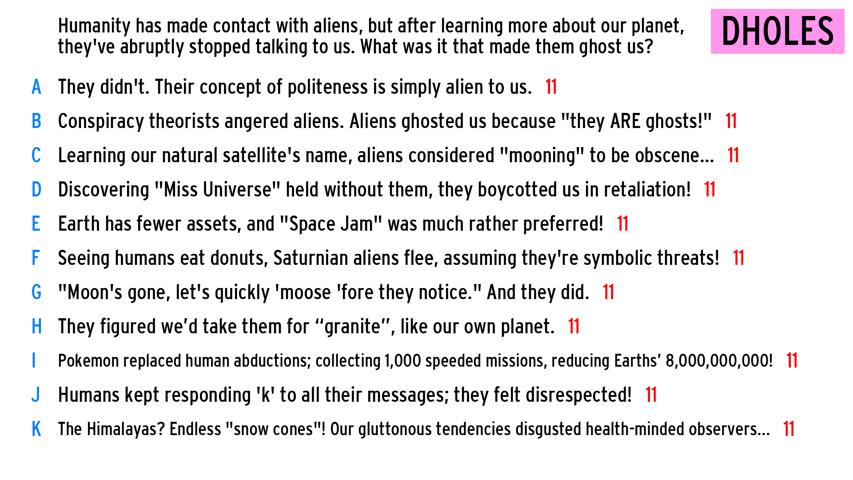 Humanity has made contact with aliens, but after learning more about our planet,
they've abruptly stopped talking to us. What was it that made them ghost us?
DHOLES
A They didn't. Their concept of politeness is simply alien to us. 11
B Conspiracy theorists angered aliens. Aliens ghosted us because "they ARE ghosts!" 11
C Learning our natural satellite's name, aliens considered "mooning" to be obscene... 11
D Discovering "Miss Universe" held without them, they boycotted us in retaliation! 11
E Earth has fewer assets, and "Space Jam" was much rather preferred! 11
F Seeing humans eat donuts, Saturnian aliens flee, assuming they're symbolic threats! 11
G "Moon's gone, let's quickly 'moose 'fore they notice." And they did. 11
H They figured we’d take them for “granite”, like our own planet. 11
I Pokemon replaced human abductions; collecting 1,000 speeded missions, reducing Earths’ 8,000,000,000! 11
J Humans kept responding 'k' to all their messages; they felt disrespected! 11
K The Himalayas? Endless "snow cones"! Our gluttonous tendencies disgusted health-minded observers... 11